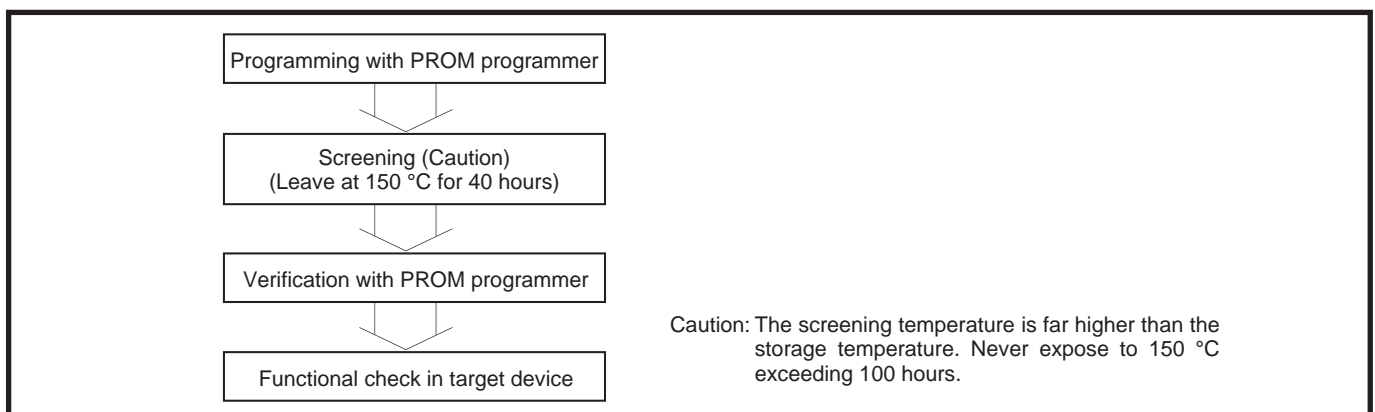 Programming with PROM programmer
Screening (Caution)
(Leave at 150 °C for 40 hours)
Verification with PROM programmer
Functional check in target device
Caution: The screening temperature is far higher than the
storage temperature. Never expose to 150 °C
exceeding 100 hours.